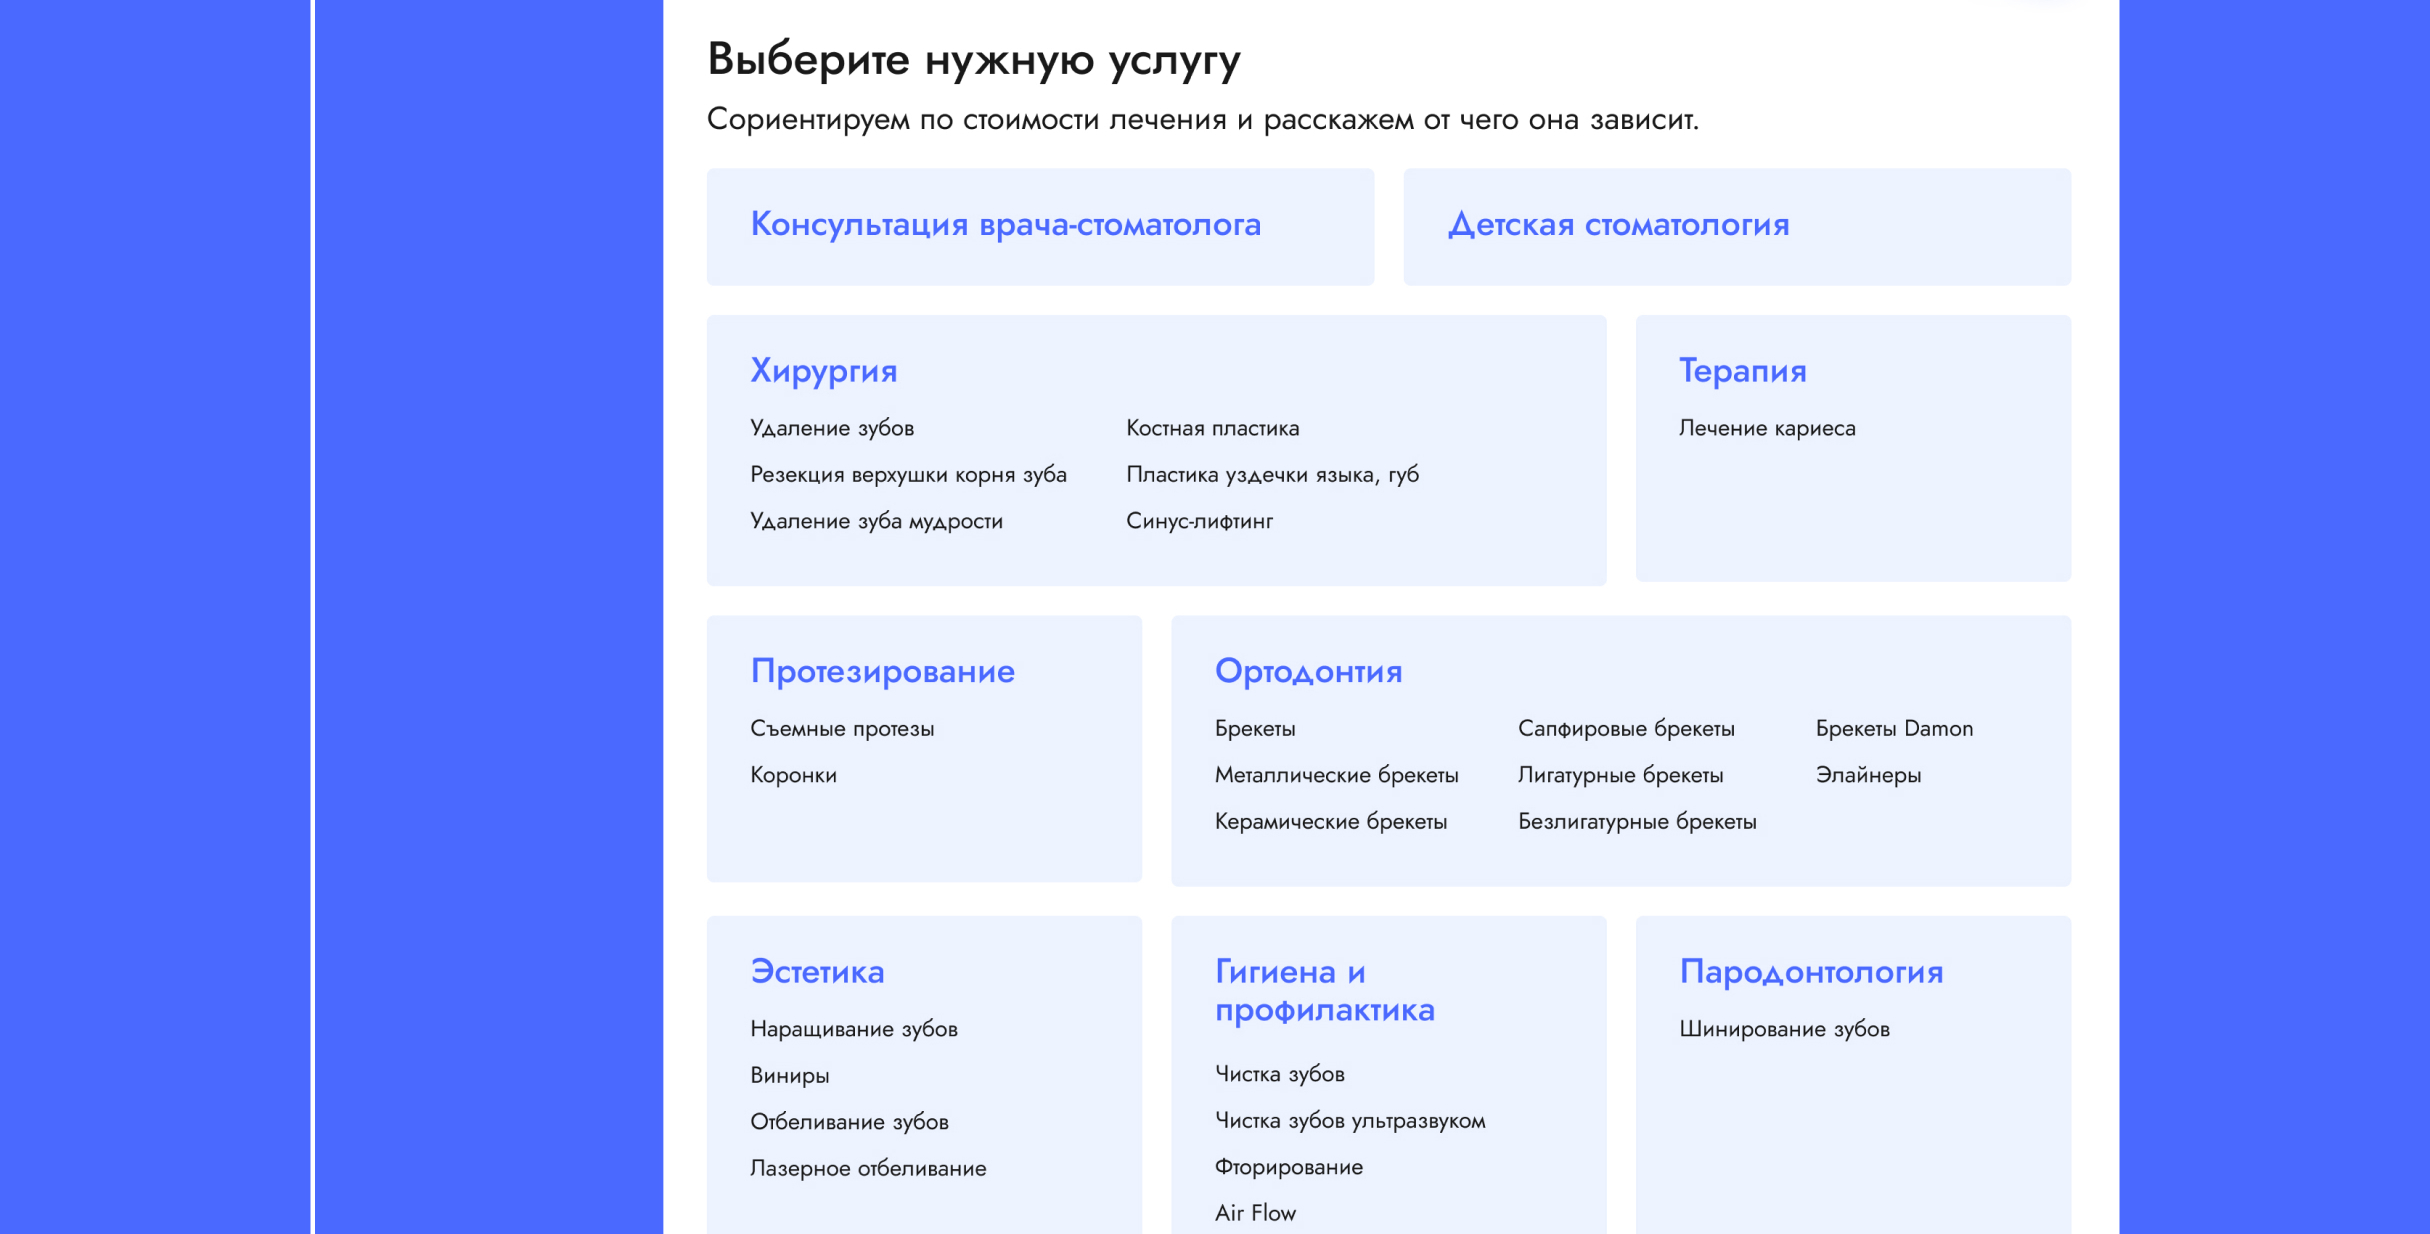 Выберите нужную услугу
Сориентируем по стоимости лечения и расскажем от чего она зависит.
Консультация врача-стоматолога
Детская стоматология
Хирургия
Удаление зубов
Резекция верхушки корня зуба
Удаление зуба мудрости
Костная пластика
Пластика уздечки языка, губ
Синус-лифтинг
Терапия
Лечение кариеса
Протезирование
Съемные протезы
Коронки
Ортодонтия
Брекеты
Металлические брекеты
Керамические брекеты
Сапфировые брекеты
Лигатурные брекеты
Безлигатурные брекеты
Брекеты Damon
Элайнеры
Эстетика
Наращивание зубов
Виниры
Отбеливание зубов
Лазерное отбеливание
Гигиена и
профилактика
Чистка зубов
Чистка зубов ультразвуком
Фторирование
Air Flow
Пародонтология
Шинирование зубов